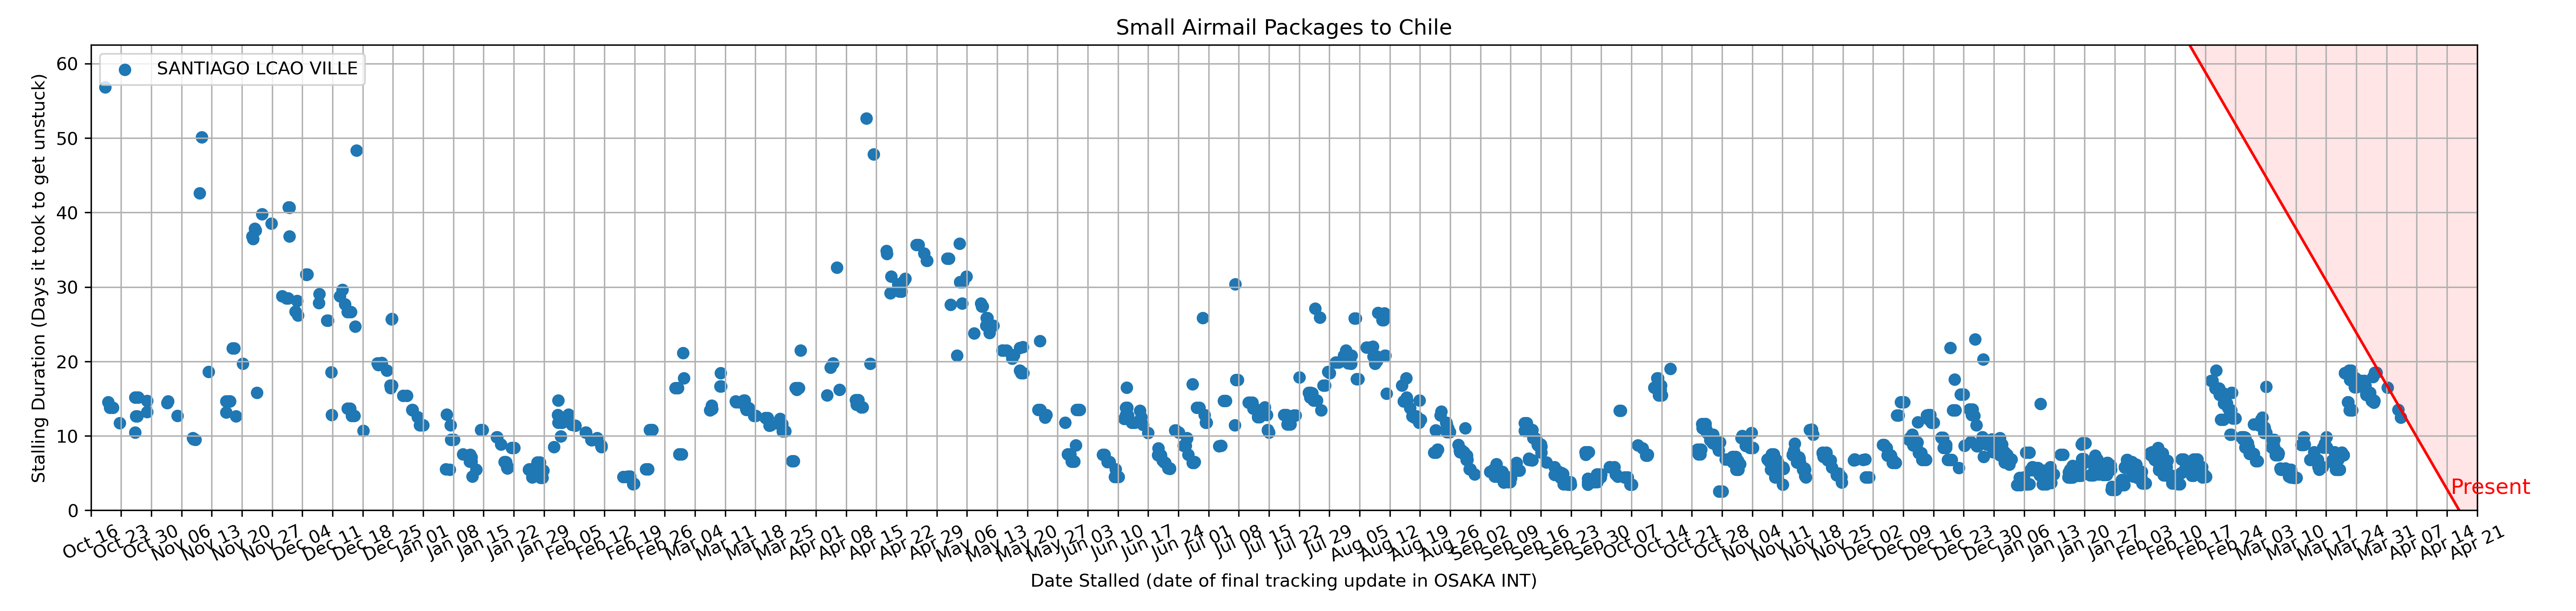 Small Airmail Packages to Chile
SANTIAGO LCAO VILLE
Stalling Duration (Days it took to get unstuck)
60
50
40
30
20
10
0
Present
Oct 16 Oct 23 Oct 30 Nov 06 Nov 13 Nov 20 Nov 27 Dec 04 Dec 11 Dec 18 Dec 25 Jan 01 Jan 08 Jan 15 Jan 22 Jan 29 Feb 05 Feb 12 Feb 19 Feb 26 Mar 04 Mar 11 Mar 18 Mar 25 Apr 01 Apr 08 Apr 15 Apr 22 Apr 29 May 06 May 13 May 20 May 27 Jun 03 Jun 10 Jun 17 Jun 24 Jul 01 Jul 08 Jul 15 Jul 22 Jul 29 Aug 05 Aug 12 Aug 19 Aug 26 Sep 02 Sep 09 Sep 16 Sep 23 Sep 30 Oct 07 Oct 14 Oct 21 Oct 28 Nov 04 Nov 11 Nov 18 Nov 25 Dec 02 Dec 09 Dec 16 Dec 23 Dec 30 Jan 06 Jan 13 Jan 20 Jan 27 Feb 03 Feb 10 Feb 17 Feb 24 Mar 03 Mar 10 Mar 17 Mar 24 Mar 31 Apr 07 Apr 14 Apr 21
Date Stalled (date of final tracking update in OSAKA INT)